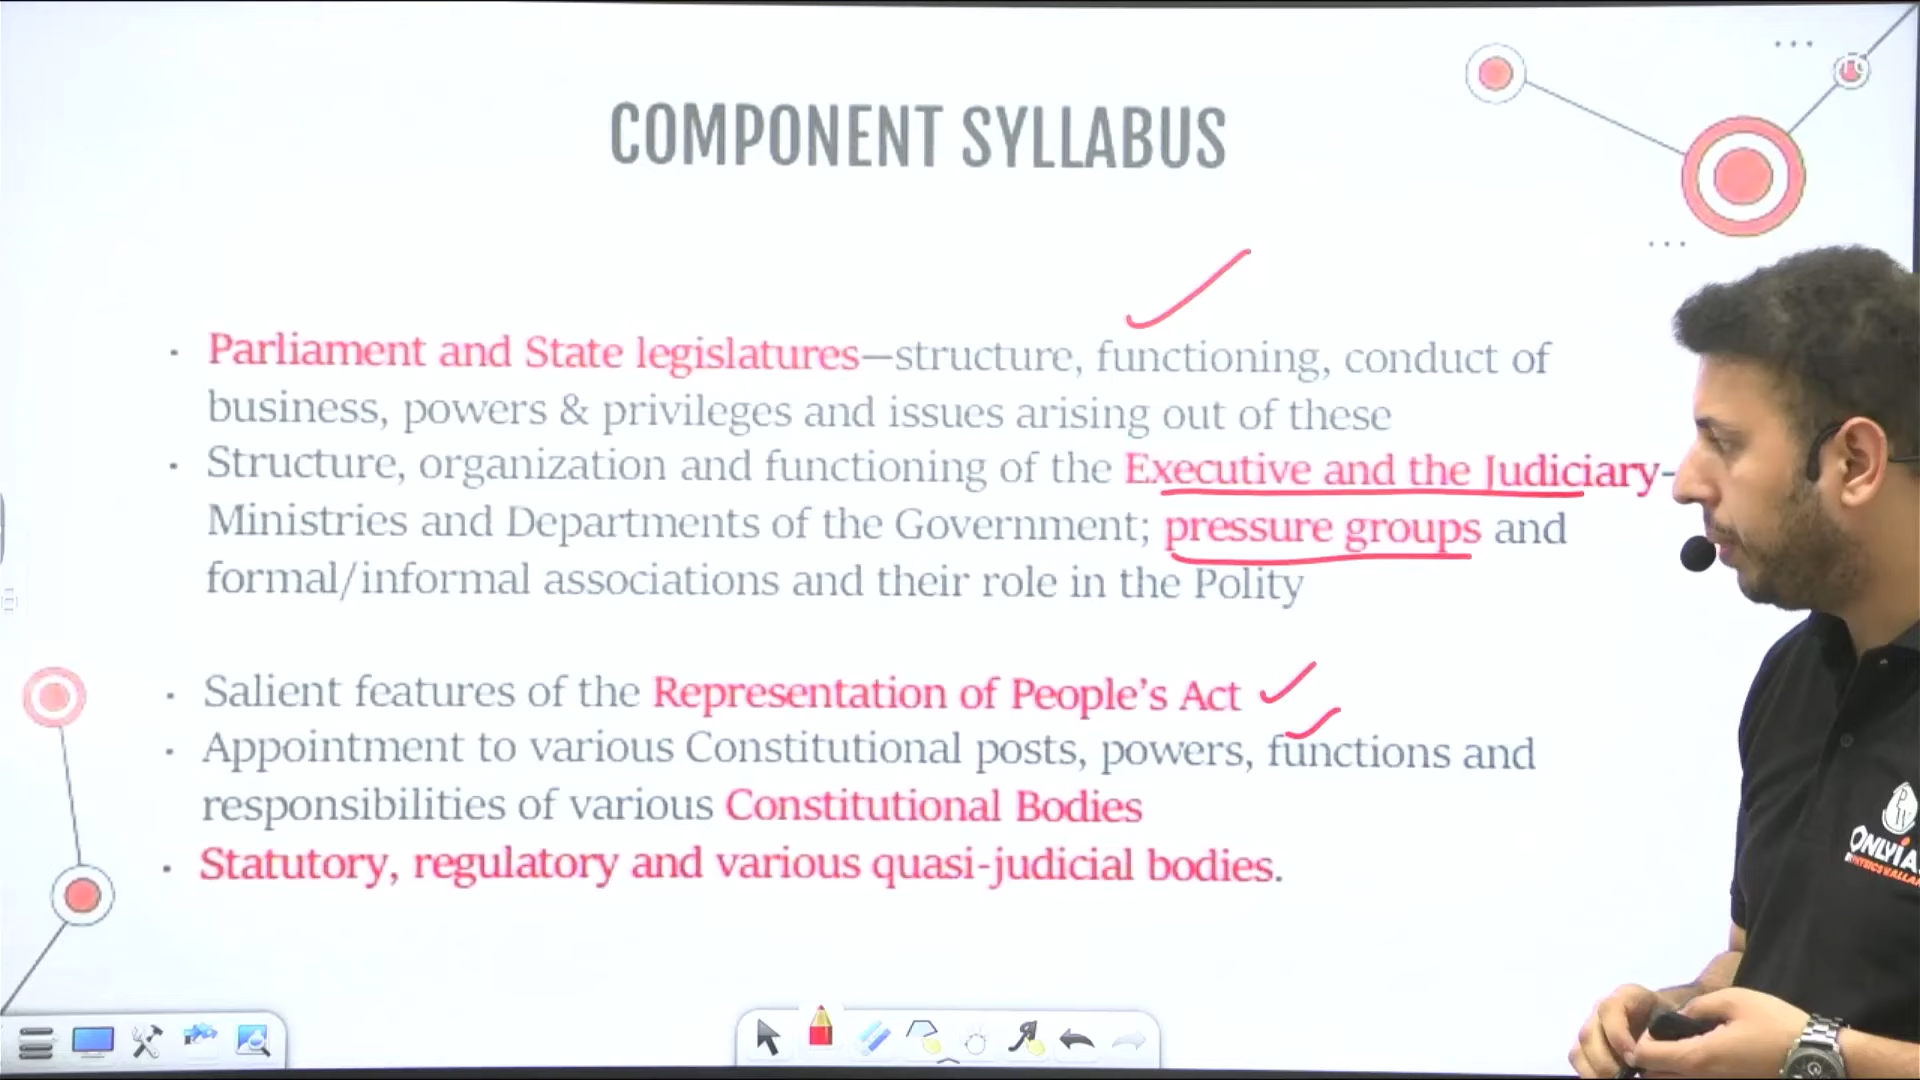 COMPONENT SYLLABUS
• Parliament and State legislatures—structure, functioning, conduct of
business, powers & privileges and issues arising out of these
• Structure, organization and functioning of the Executive and the Judiciary-
Ministries and Departments of the Government; pressure groups and
formal/informal associations and their role in the Polity
• Salient features of the Representation of People's Act
• Appointment to various Constitutional posts, powers, functions and
responsibilities of various Constitutional Bodies
• Statutory, regulatory and various quasi-judicial bodies.
ONLYIA